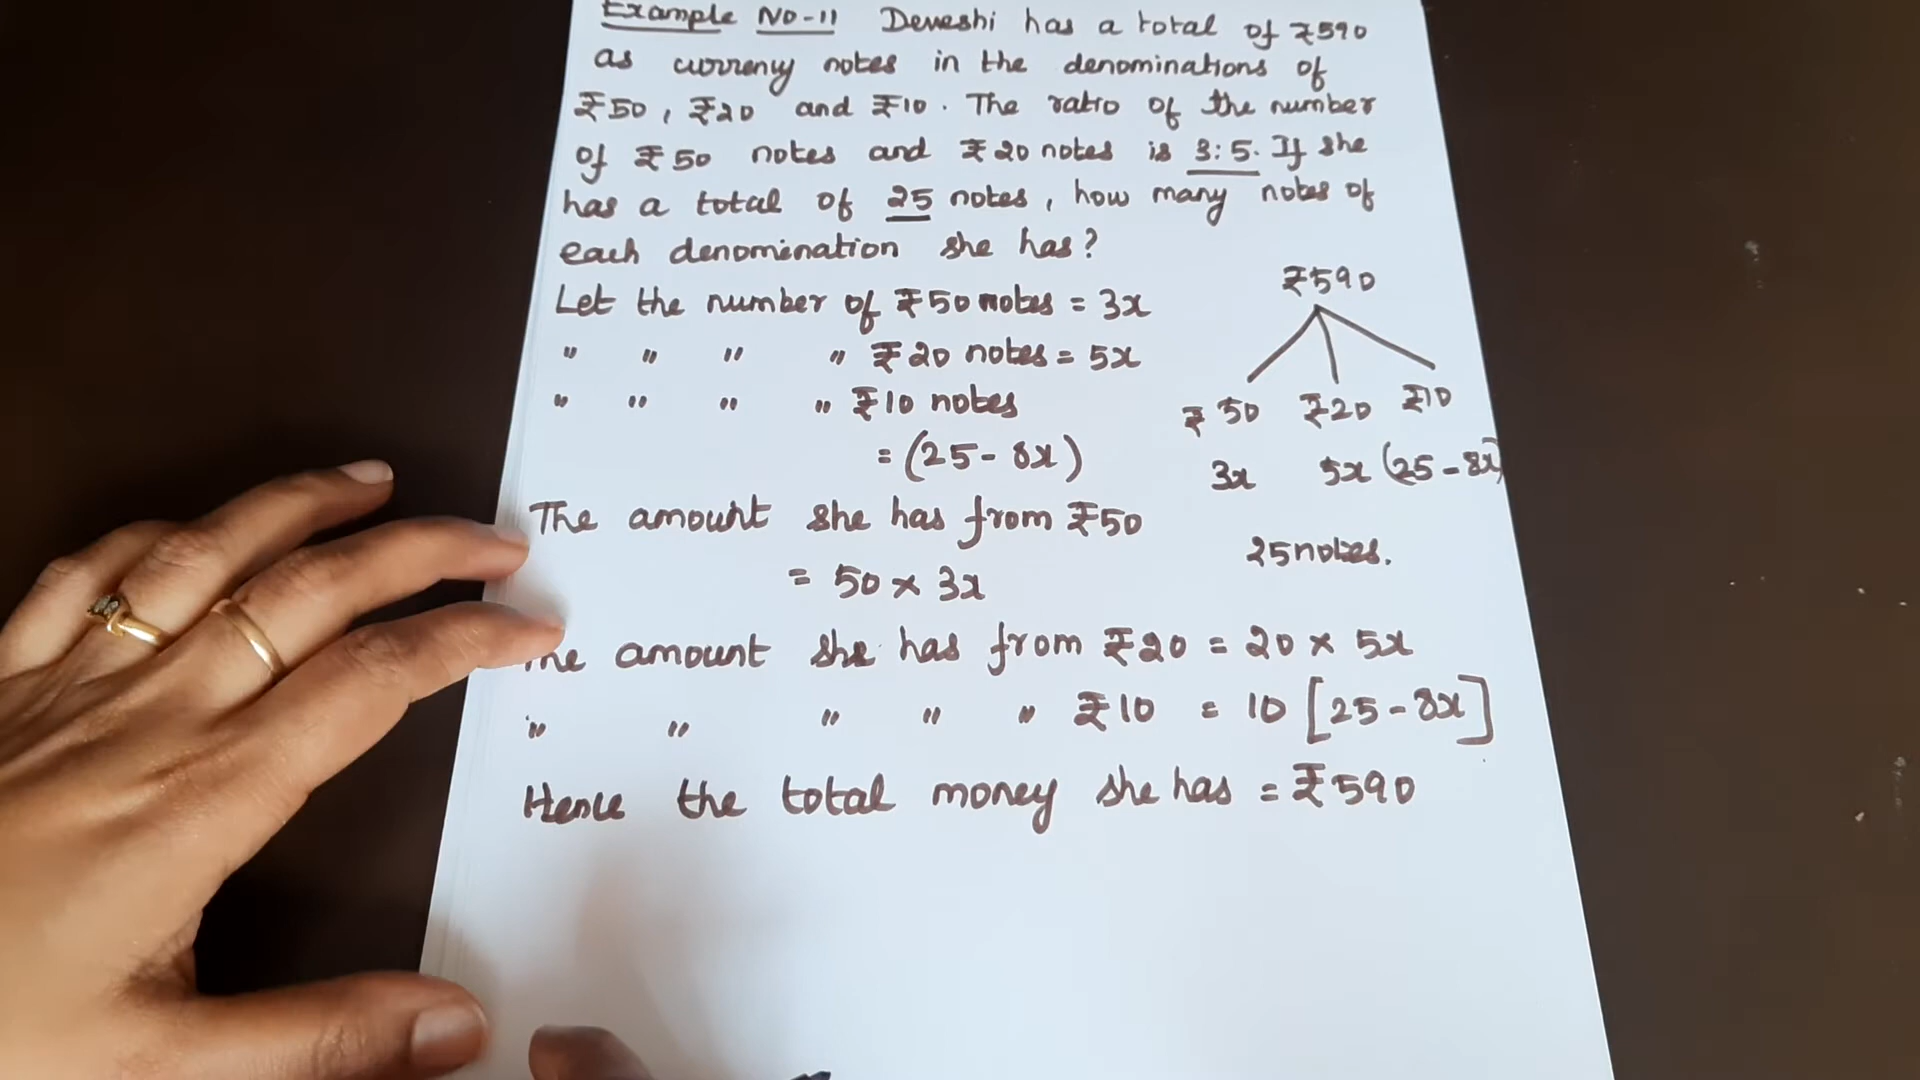 Example No-11 Deveshi has a total of ₹590
as currency notes in the denominations of
₹50, ₹20 and ₹10. The ratio of the number
of ₹50 notes and ₹20 notes is 3:5. If she
has a total of 25 notes, how many notes of
each denomination she has?
Let the number of ₹50 notes = 3x
" " " " ₹20 notes = 5x
" " " " ₹10 notes
= (25 - 8x)
The amount she has from ₹50
= 50 × 3x
The amount she has from ₹20 = 20 × 5x
" " " " " ₹10 = 10 [25 - 8x]
Hence the total money she has = ₹590
₹590
₹50 ₹20 ₹10
3x 5x (25 - 8x)
25 notes.